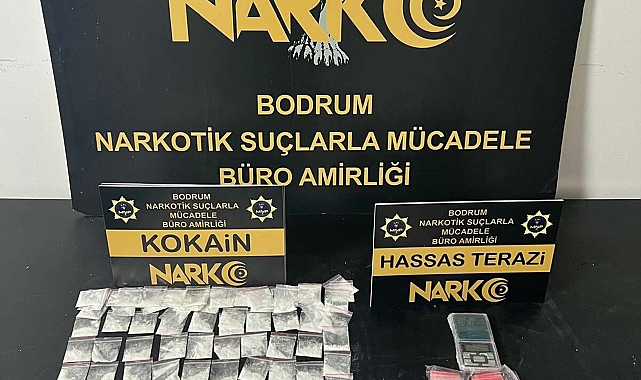 NARKO
BODRUM
NARKOTİK SUÇLARLA MÜCADELE
BÜRO AMİRLİĞİ
BODRUM
NARKOTİK SUÇLARLA
MÜCADELE
BÜRO AMİRLİĞİ
KOKAiN
NARKO
BODRUM
NARKOTİK SUÇLARLA
MÜCADELE
BÜRO AMİRLİĞİ
HASSAS TERAZi
NARKO